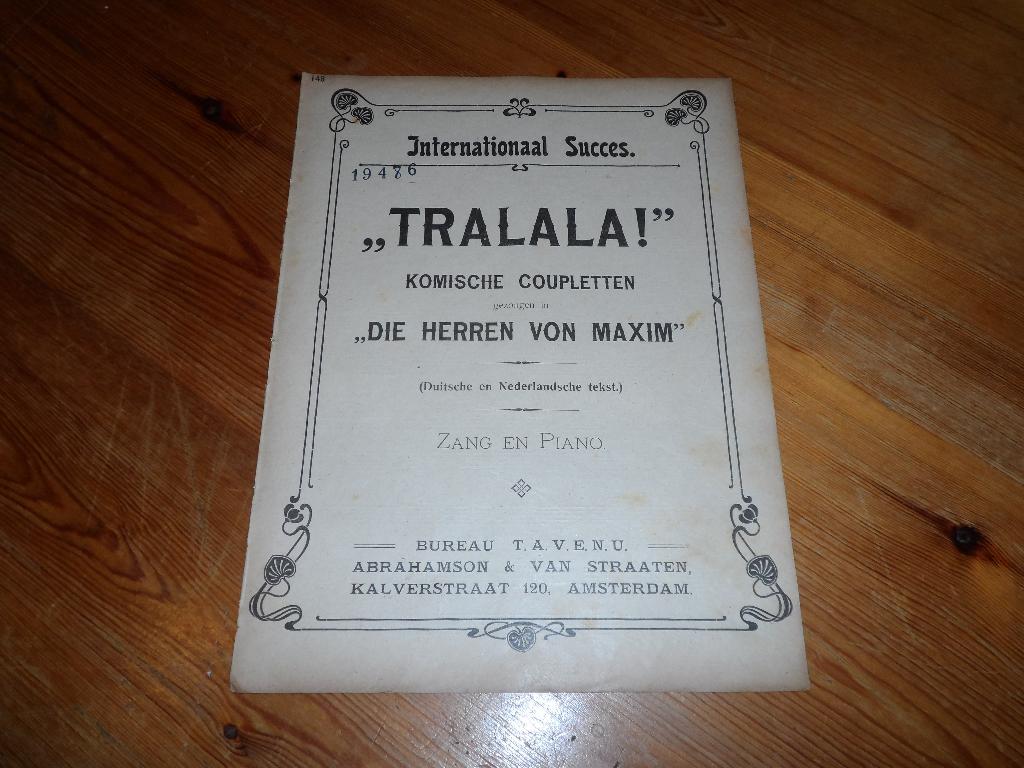 148
Internationaal Succes.
19476
„TRALALA!”
KOMISCHE COUPLETTEN
gezongen in
„DIE HERREN VON MAXIM”
(Duitsche en Nederlandsche tekst.)
ZANG EN PIANO.
BUREAU T. A. V. E. N. U.
ABRAHAMSON & VAN STRAATEN,
KALVERSTRAAT 120, AMSTERDAM.